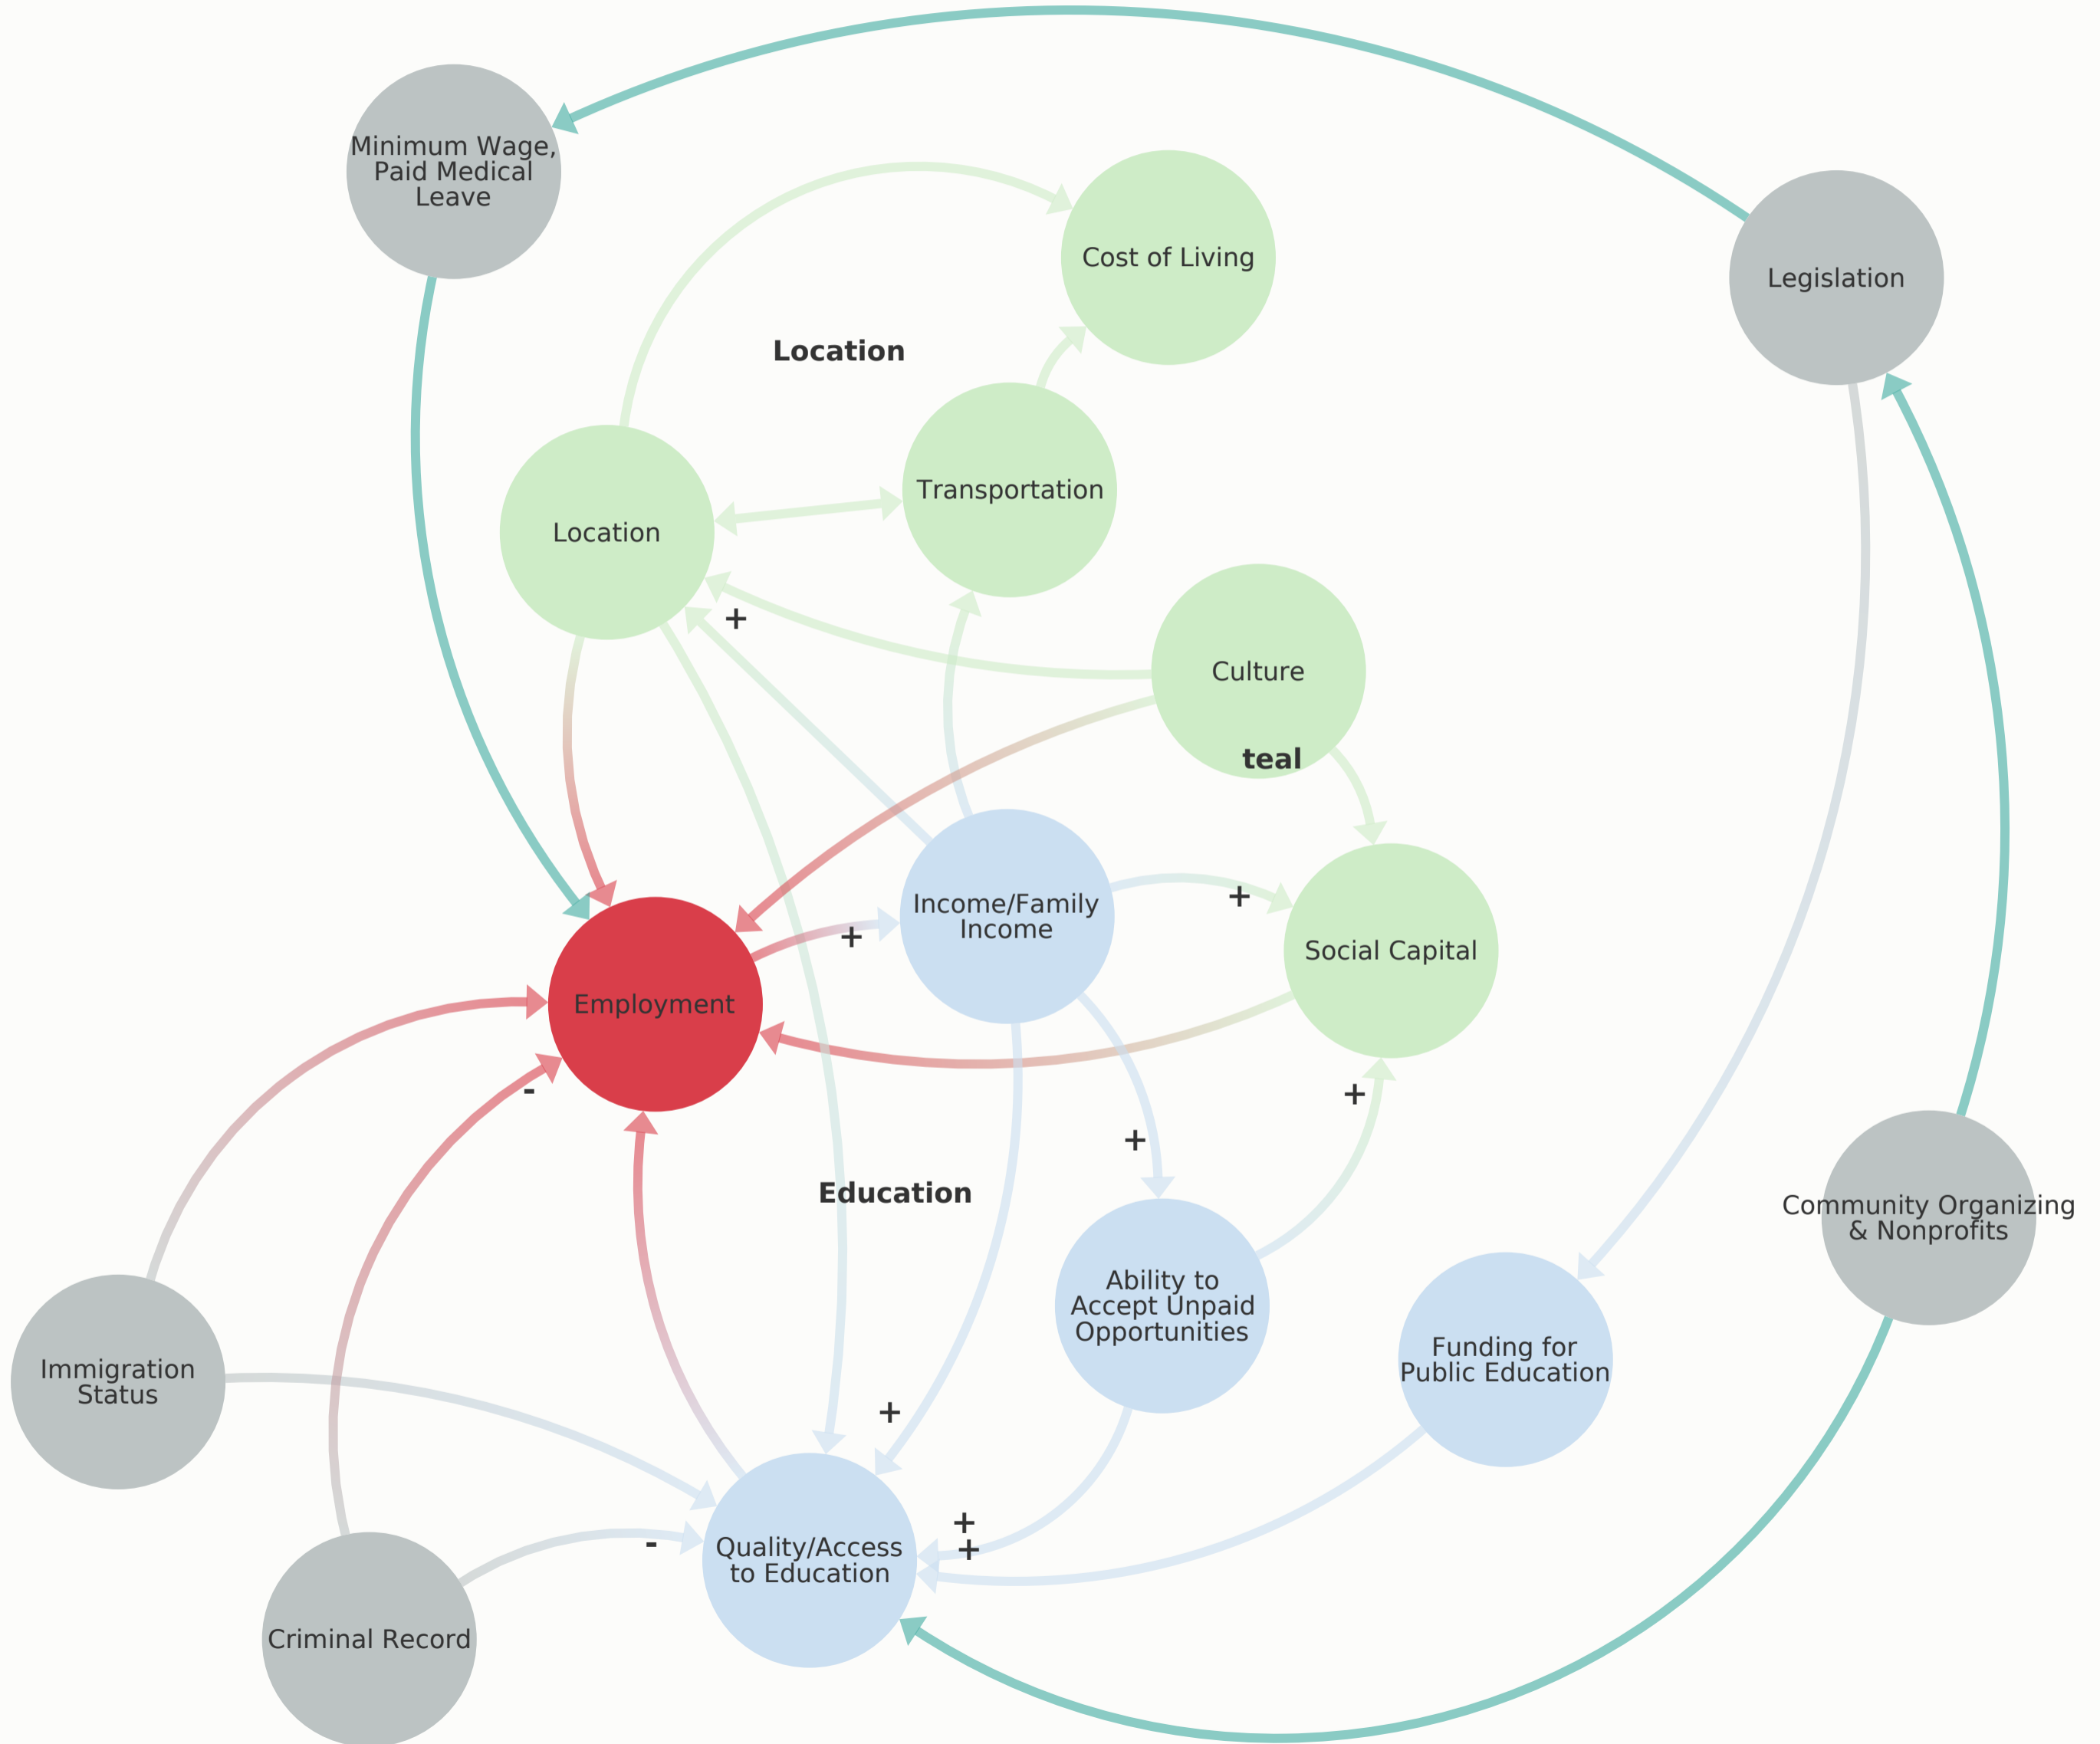 Minimum Wage,
Paid Medical
Leave
Cost of Living
Legislation
Location
Transportation
Location
+
Culture
teal
Income/Family
Income
+
+
Social Capital
Employment
-
+
+
Education
Community Organizing
& Nonprofits
Ability to
Accept Unpaid
Opportunities
Funding for
Public Education
Immigration
Status
+
+
+
-
Quality/Access
to Education
Criminal Record